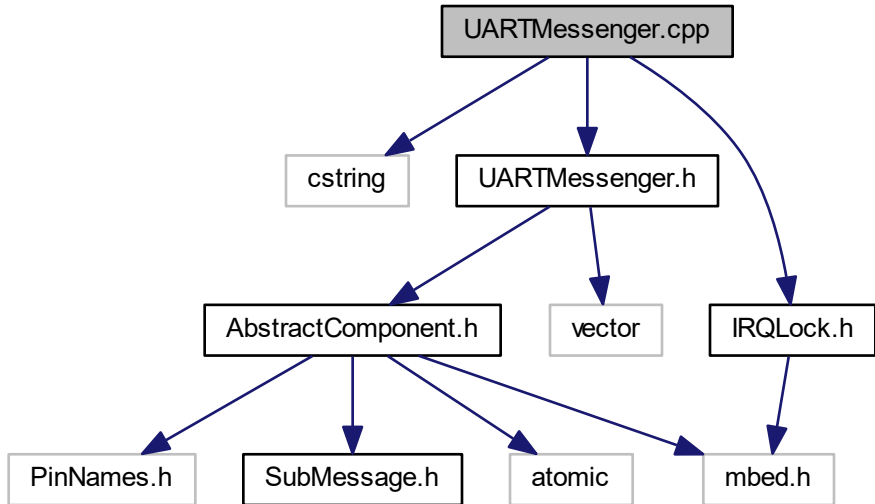 UARTMessenger.cpp
cstring
UARTMessenger.h
AbstractComponent.h
vector
IRQLock.h
PinNames.h
SubMessage.h
atomic
mbed.h